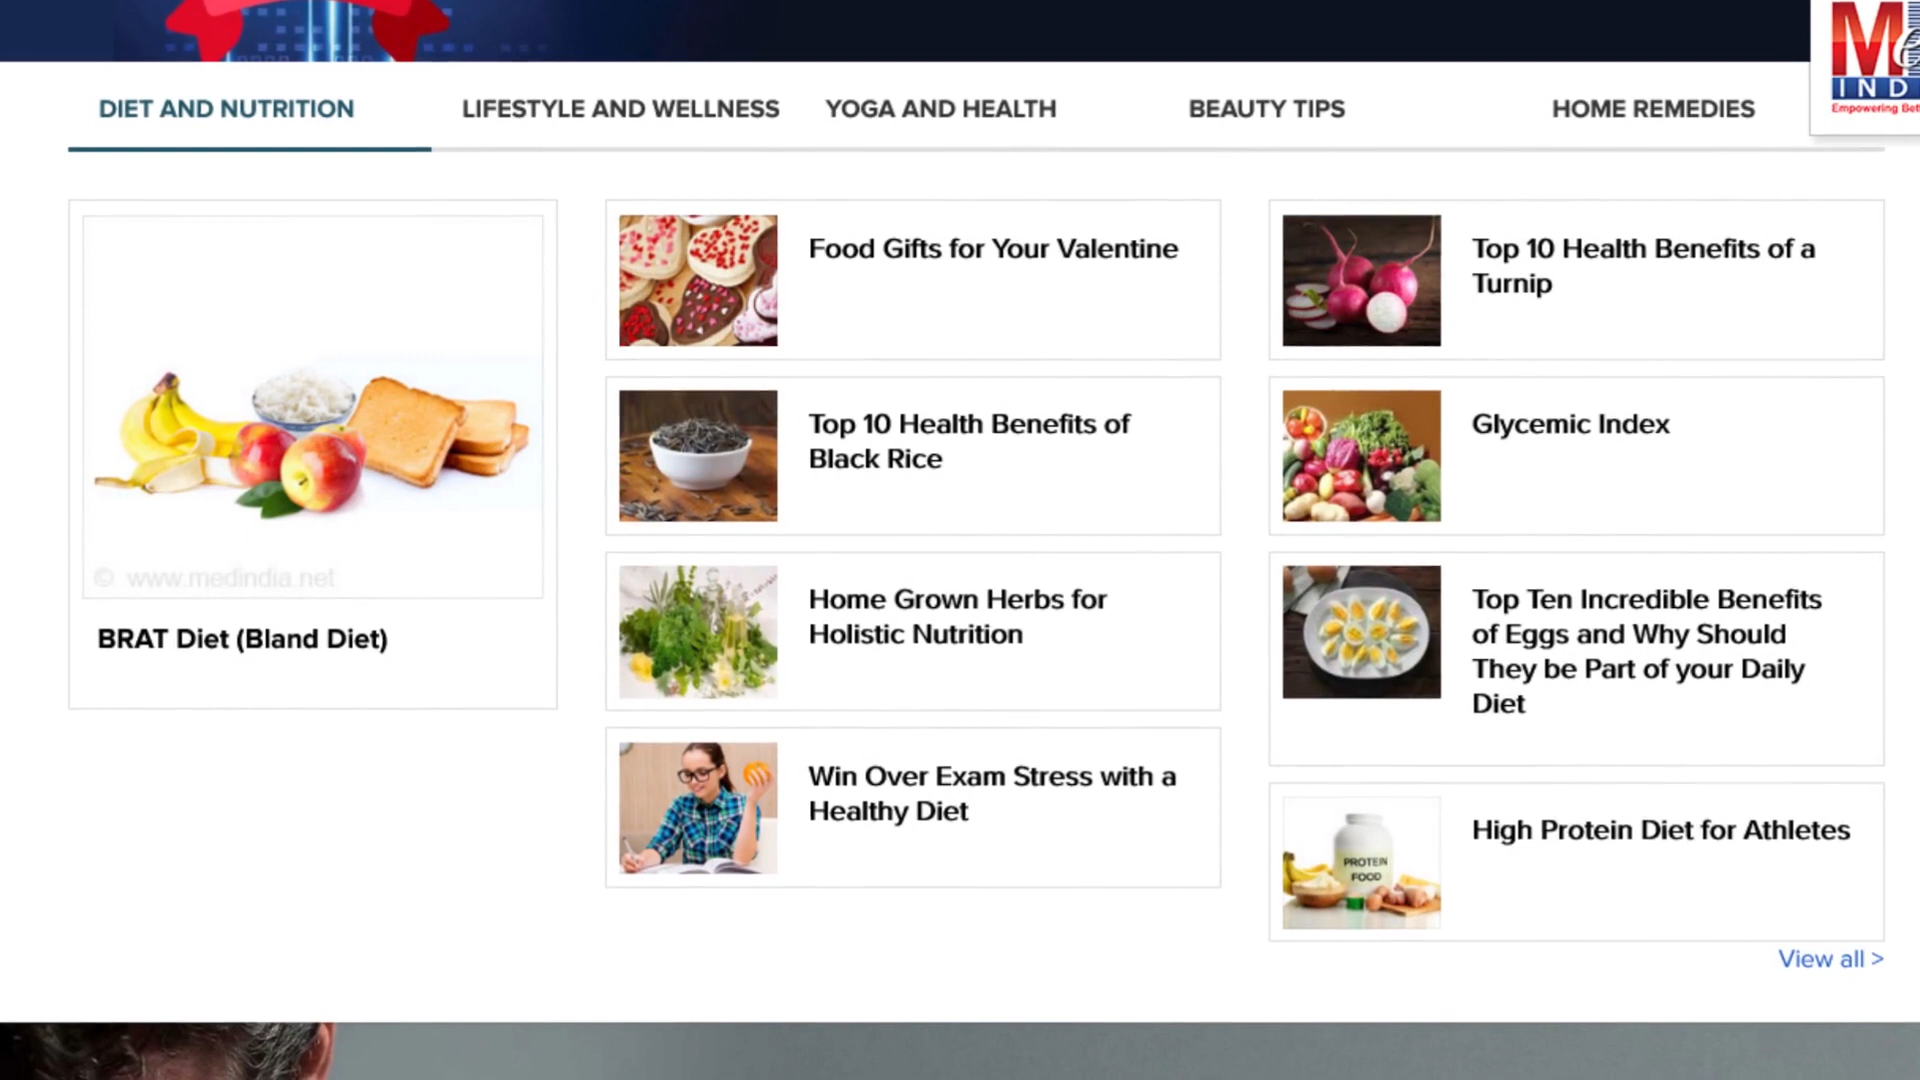 DIET AND NUTRITION
LIFESTYLE AND WELLNESS
YOGA AND HEALTH
BEAUTY TIPS
HOME REMEDIES
IND
Empowering
© www.medindia.net
BRAT Diet (Bland Diet)
Food Gifts for Your Valentine
Top 10 Health Benefits of
Black Rice
Home Grown Herbs for
Holistic Nutrition
Win Over Exam Stress with a
Healthy Diet
Top 10 Health Benefits of a
Turnip
Glycemic Index
Top Ten Incredible Benefits
of Eggs and Why Should
They be Part of your Daily
Diet
PROTEIN
FOOD
High Protein Diet for Athletes
View all >